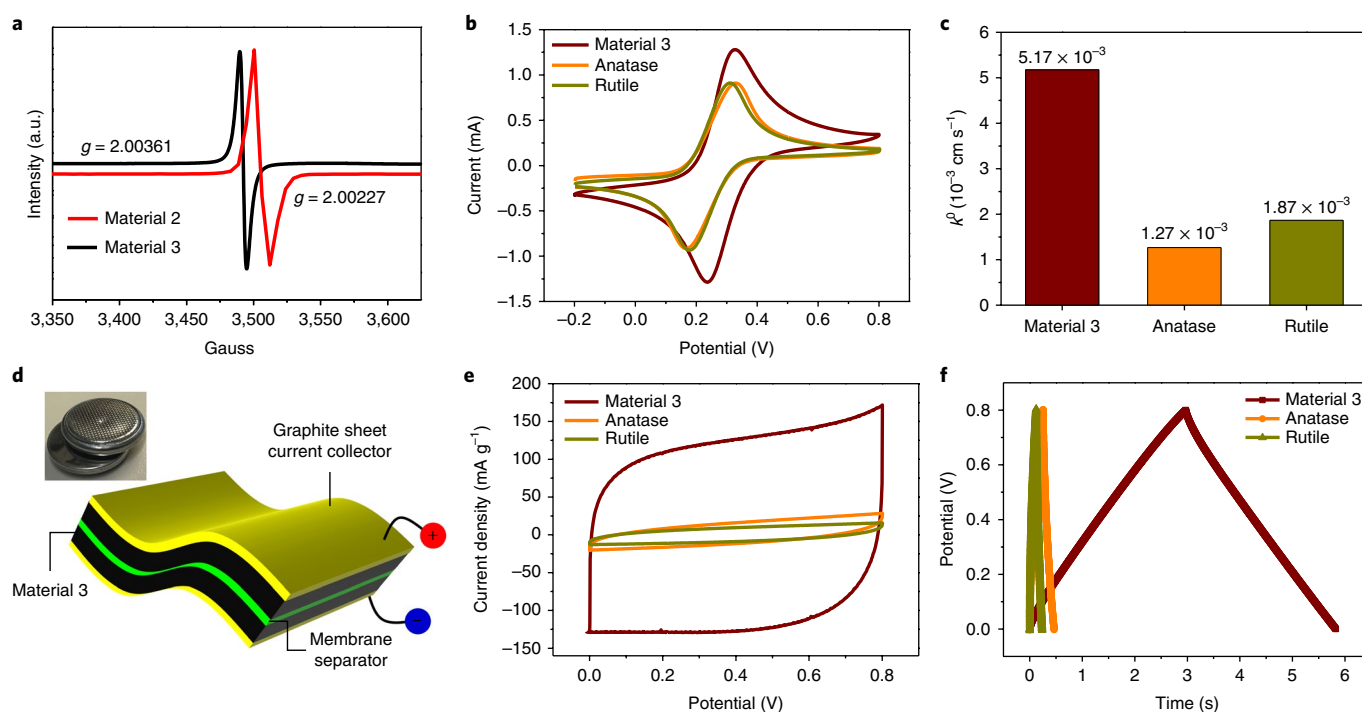 a
Intensity (a.u.)
g = 2.00361
g = 2.00227
Material 2
Material 3
3,350 3,400 3,450 3,500 3,550 3,600
Gauss
b
Current (mA)
Material 3
Anatase
Rutile
1.5
1.0
0.5
0.0
−0.5
−1.0
−1.5
−0.2 0.0 0.2 0.4 0.6 0.8
Potential (V)
c
k⁰ (10⁻³ cm s⁻¹)
6
5
4
3
2
1
0
5.17 × 10⁻³
1.27 × 10⁻³
1.87 × 10⁻³
Material 3 Anatase Rutile
d
Graphite sheet
current collector
+
−
Material 3
Membrane
separator
e
Current density (mA g⁻¹)
Material 3
Anatase
Rutile
200
150
100
50
0
−50
−100
−150
0.0 0.2 0.4 0.6 0.8
Potential (V)
f
Potential (V)
Material 3
Anatase
Rutile
0.8
0.6
0.4
0.2
0.0
0 1 2 3 4 5 6
Time (s)